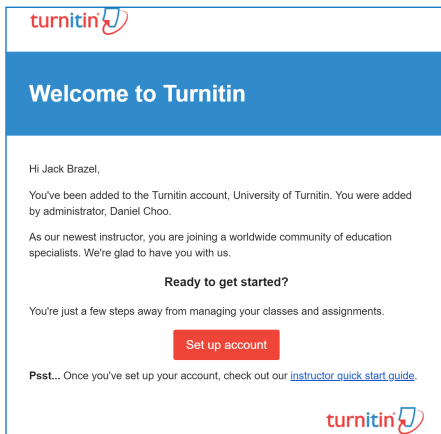 turnitin
Welcome to Turnitin
Hi Jack Brazel,
You've been added to the Turnitin account, University of Turnitin. You were added
by administrator, Daniel Choo.
As our newest instructor, you are joining a worldwide community of education
specialists. We're glad to have you with us.
Ready to get started?
You're just a few steps away from managing your classes and assignments.
Set up account
Psst... Once you've set up your account, check out our instructor quick start guide.
turnitin